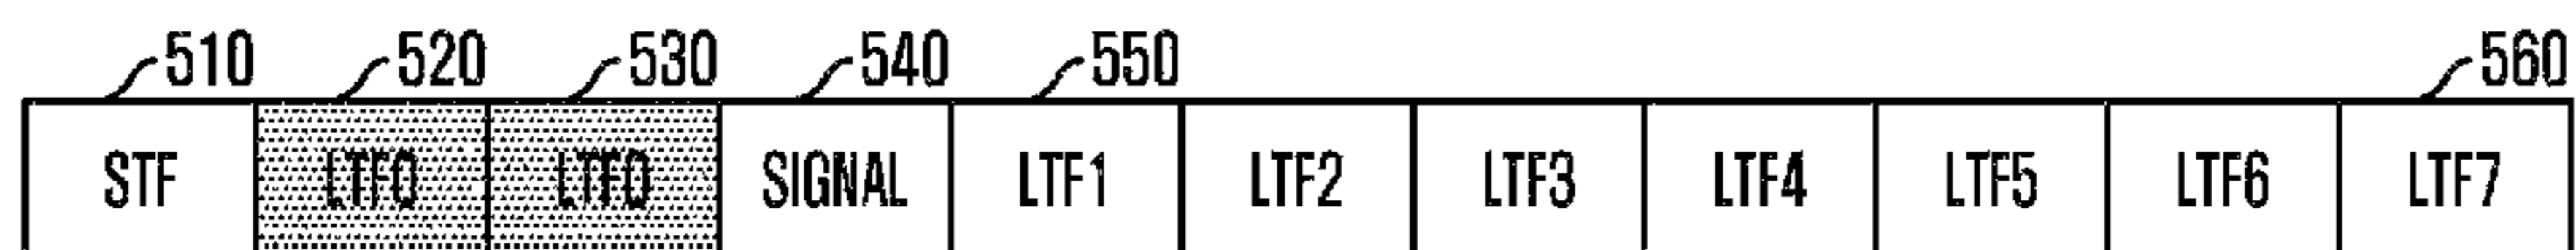 510 520 530 540 550 560
STF LTF0 LTF0 SIGNAL LTF1 LTF2 LTF3 LTF4 LTF5 LTF6 LTF7